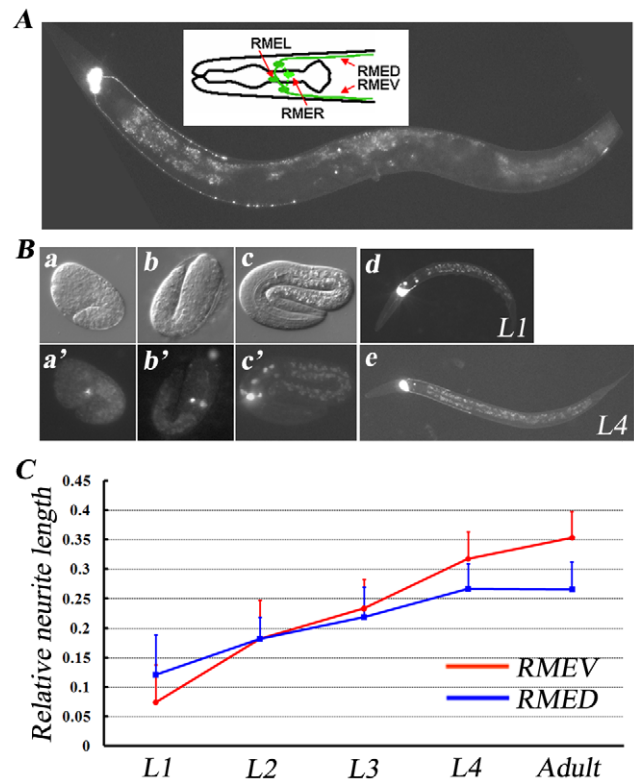 A
RMEL
RMED
RMEV
RMER
B
a
b
c
d
L1
a'
b'
c'
e
L4
C
Relative neurite length
0.45
0.4
0.35
0.3
0.25
0.2
0.15
0.1
0.05
0
RMEV
RMED
L1 L2 L3 L4 Adult